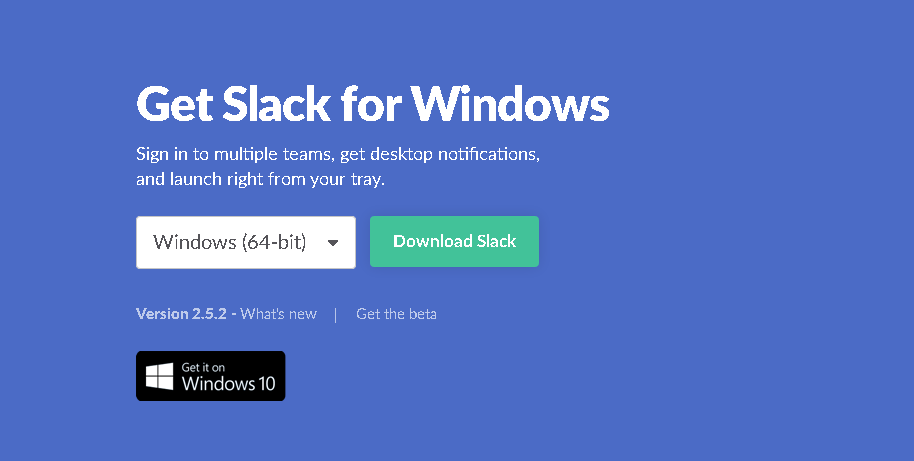 Get Slack for Windows
Sign in to multiple teams, get desktop notifications,
and launch right from your tray.
Windows (64-bit)
Download Slack
Version 2.5.2 - What's new | Get the beta
Get it on
Windows 10